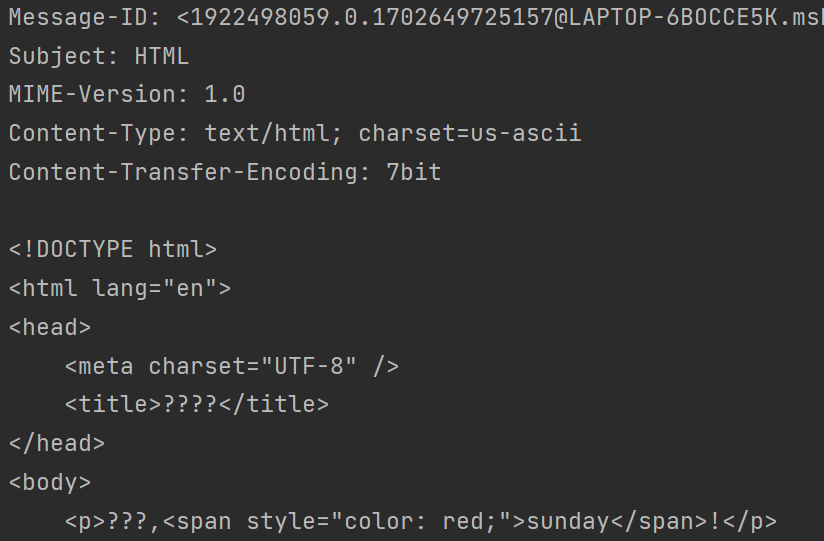 Message-ID: <1922498059.0.1702649725157@LAPTOP-6BOCCE5K.msh
Subject: HTML
MIME-Version: 1.0
Content-Type: text/html; charset=us-ascii
Content-Transfer-Encoding: 7bit
<!DOCTYPE html>
<html lang="en">
<head>
<meta charset="UTF-8" />
<title>????</title>
</head>
<body>
<p>???,<span style="color: red;">sunday</span>!</p>